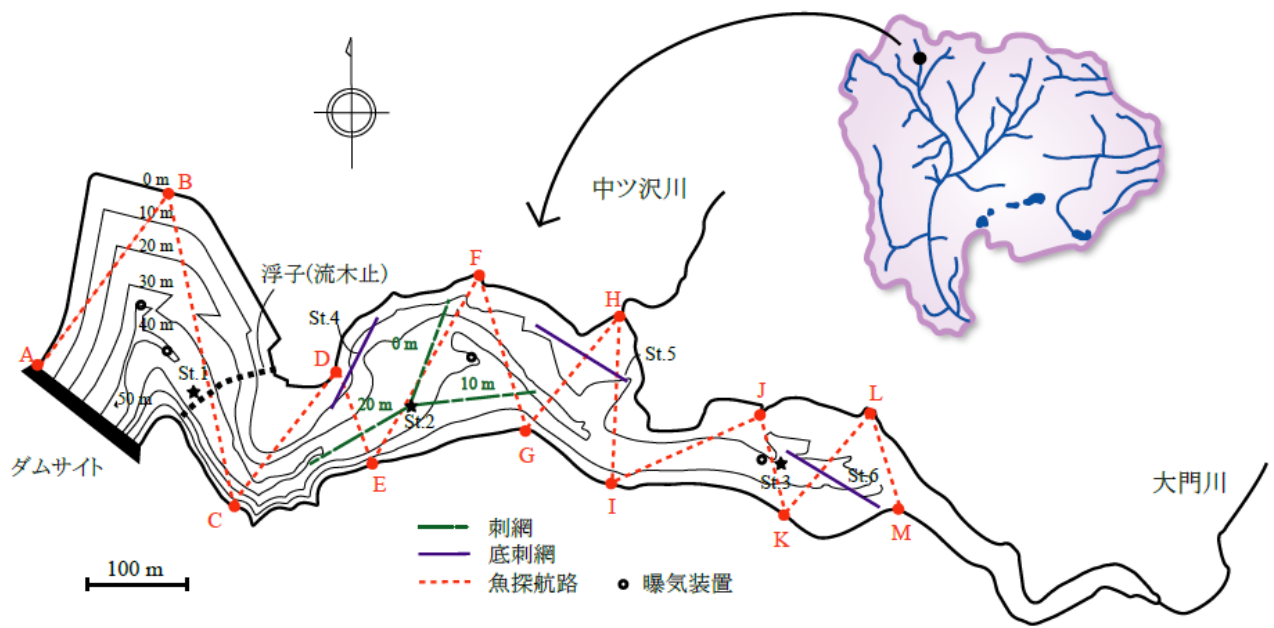 中ツ沢川
B
0 m
10 m
20 m
浮子(流木止)
30 m
40 m
F
H
St.4
0 m
A
D
St.5
St.1
10 m
50 m
20 m
J
L
St.2
ダムサイト
G
St.3
St.6
E
大門川
I
C
K
M
刺網
底刺網
魚探航路
曝気装置
100 m